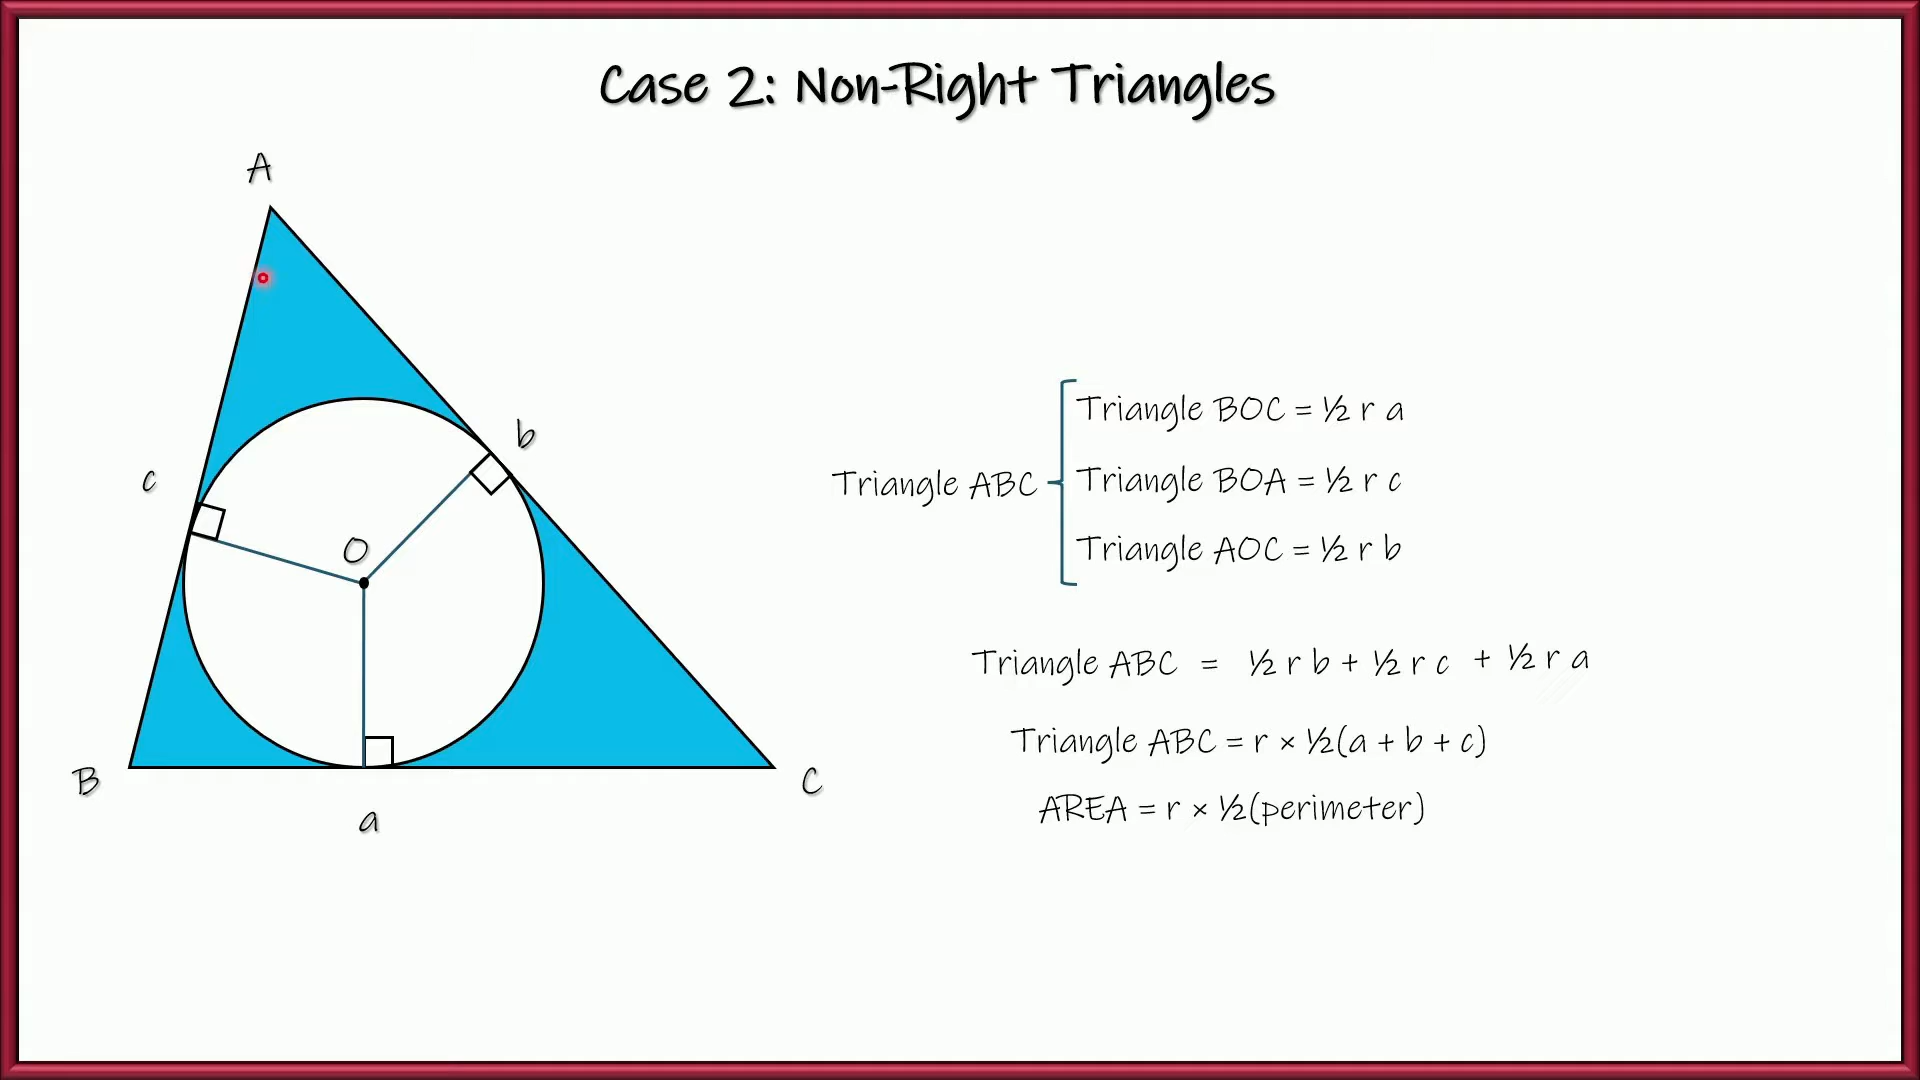 Case 2: Non-Right Triangles
A
b
c
O
B
C
a
Triangle BOC = ½ r a
Triangle ABC
Triangle BOA = ½ r c
Triangle AOC = ½ r b
Triangle ABC = ½ r b + ½ r c + ½ r a
Triangle ABC = r × ½(a + b + c)
AREA = r × ½(perimeter)